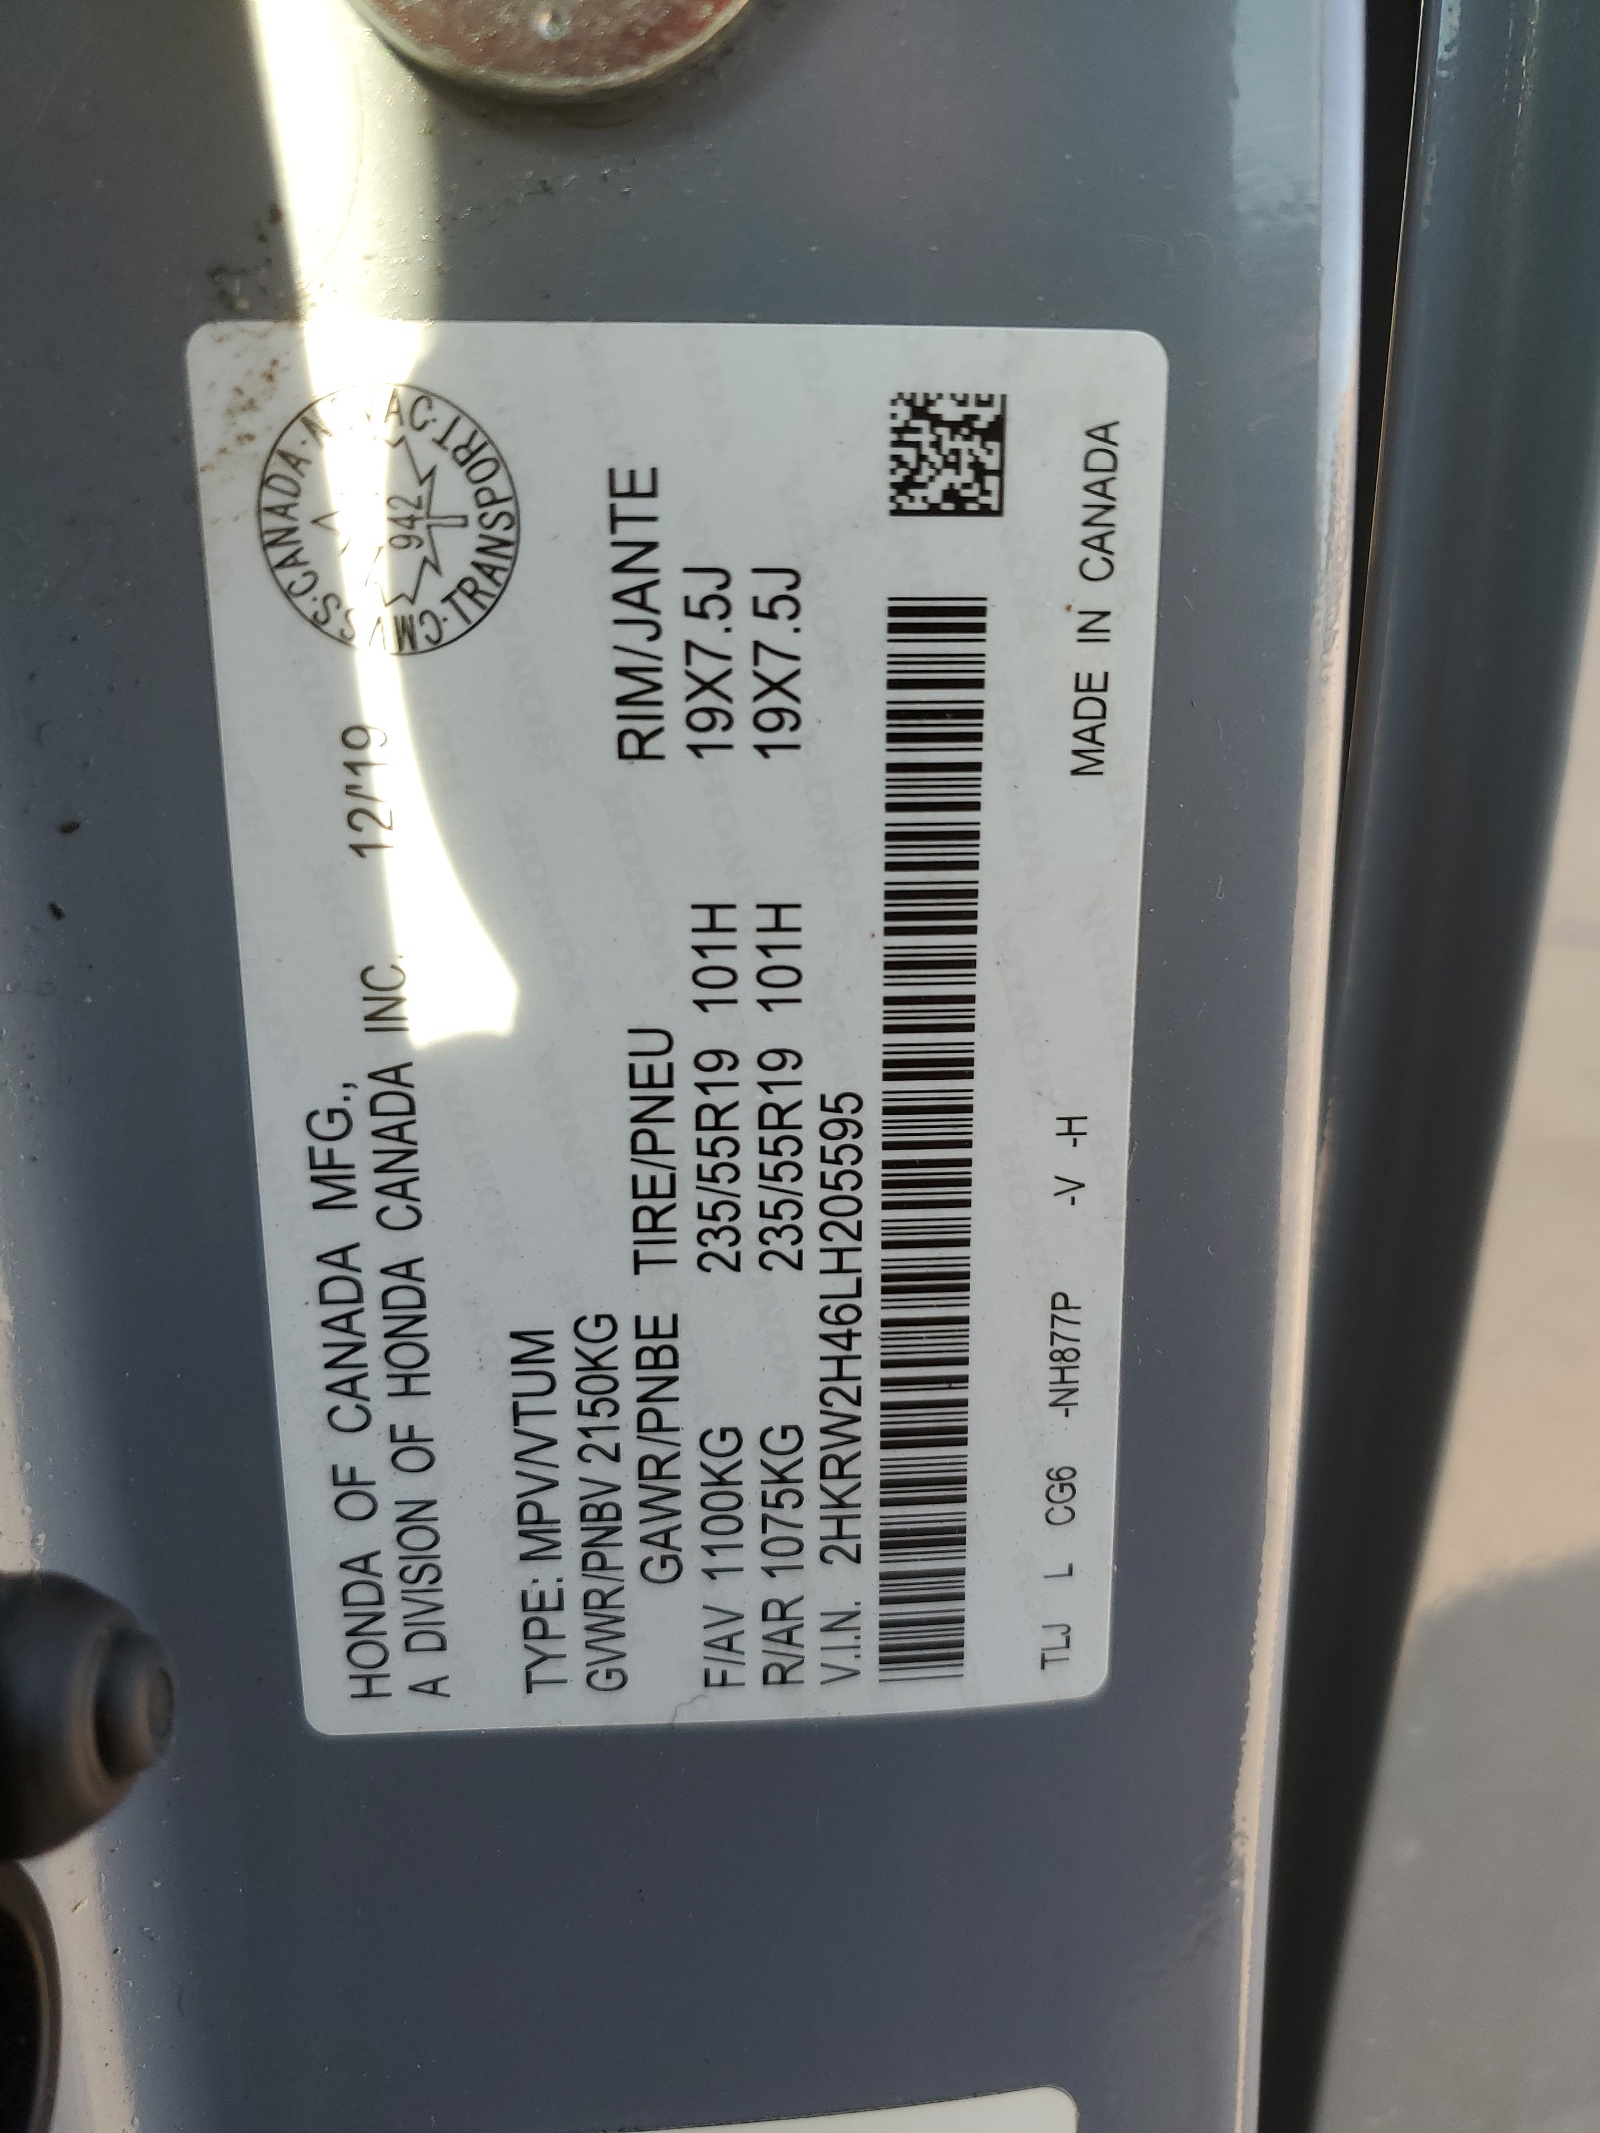 HONDA OF CANADA MFG.,
A DIVISION OF HONDA CANADA INC. 12/'19
CANADA
942
TRANSPORT
TYPE: MPV/VTUM
GVWR/PNBV 2150KG
GAWR/PNBE TIRE/PNEU RIM/JANTE
F/AV 1100KG 235/55R19 101H 19X7.5J
R/AR 1075KG 235/55R19 101H 19X7.5J
V.I.N. 2HKRW2H46LH205595
TLJ L CG6 -NH877P -V -H MADE IN CANADA